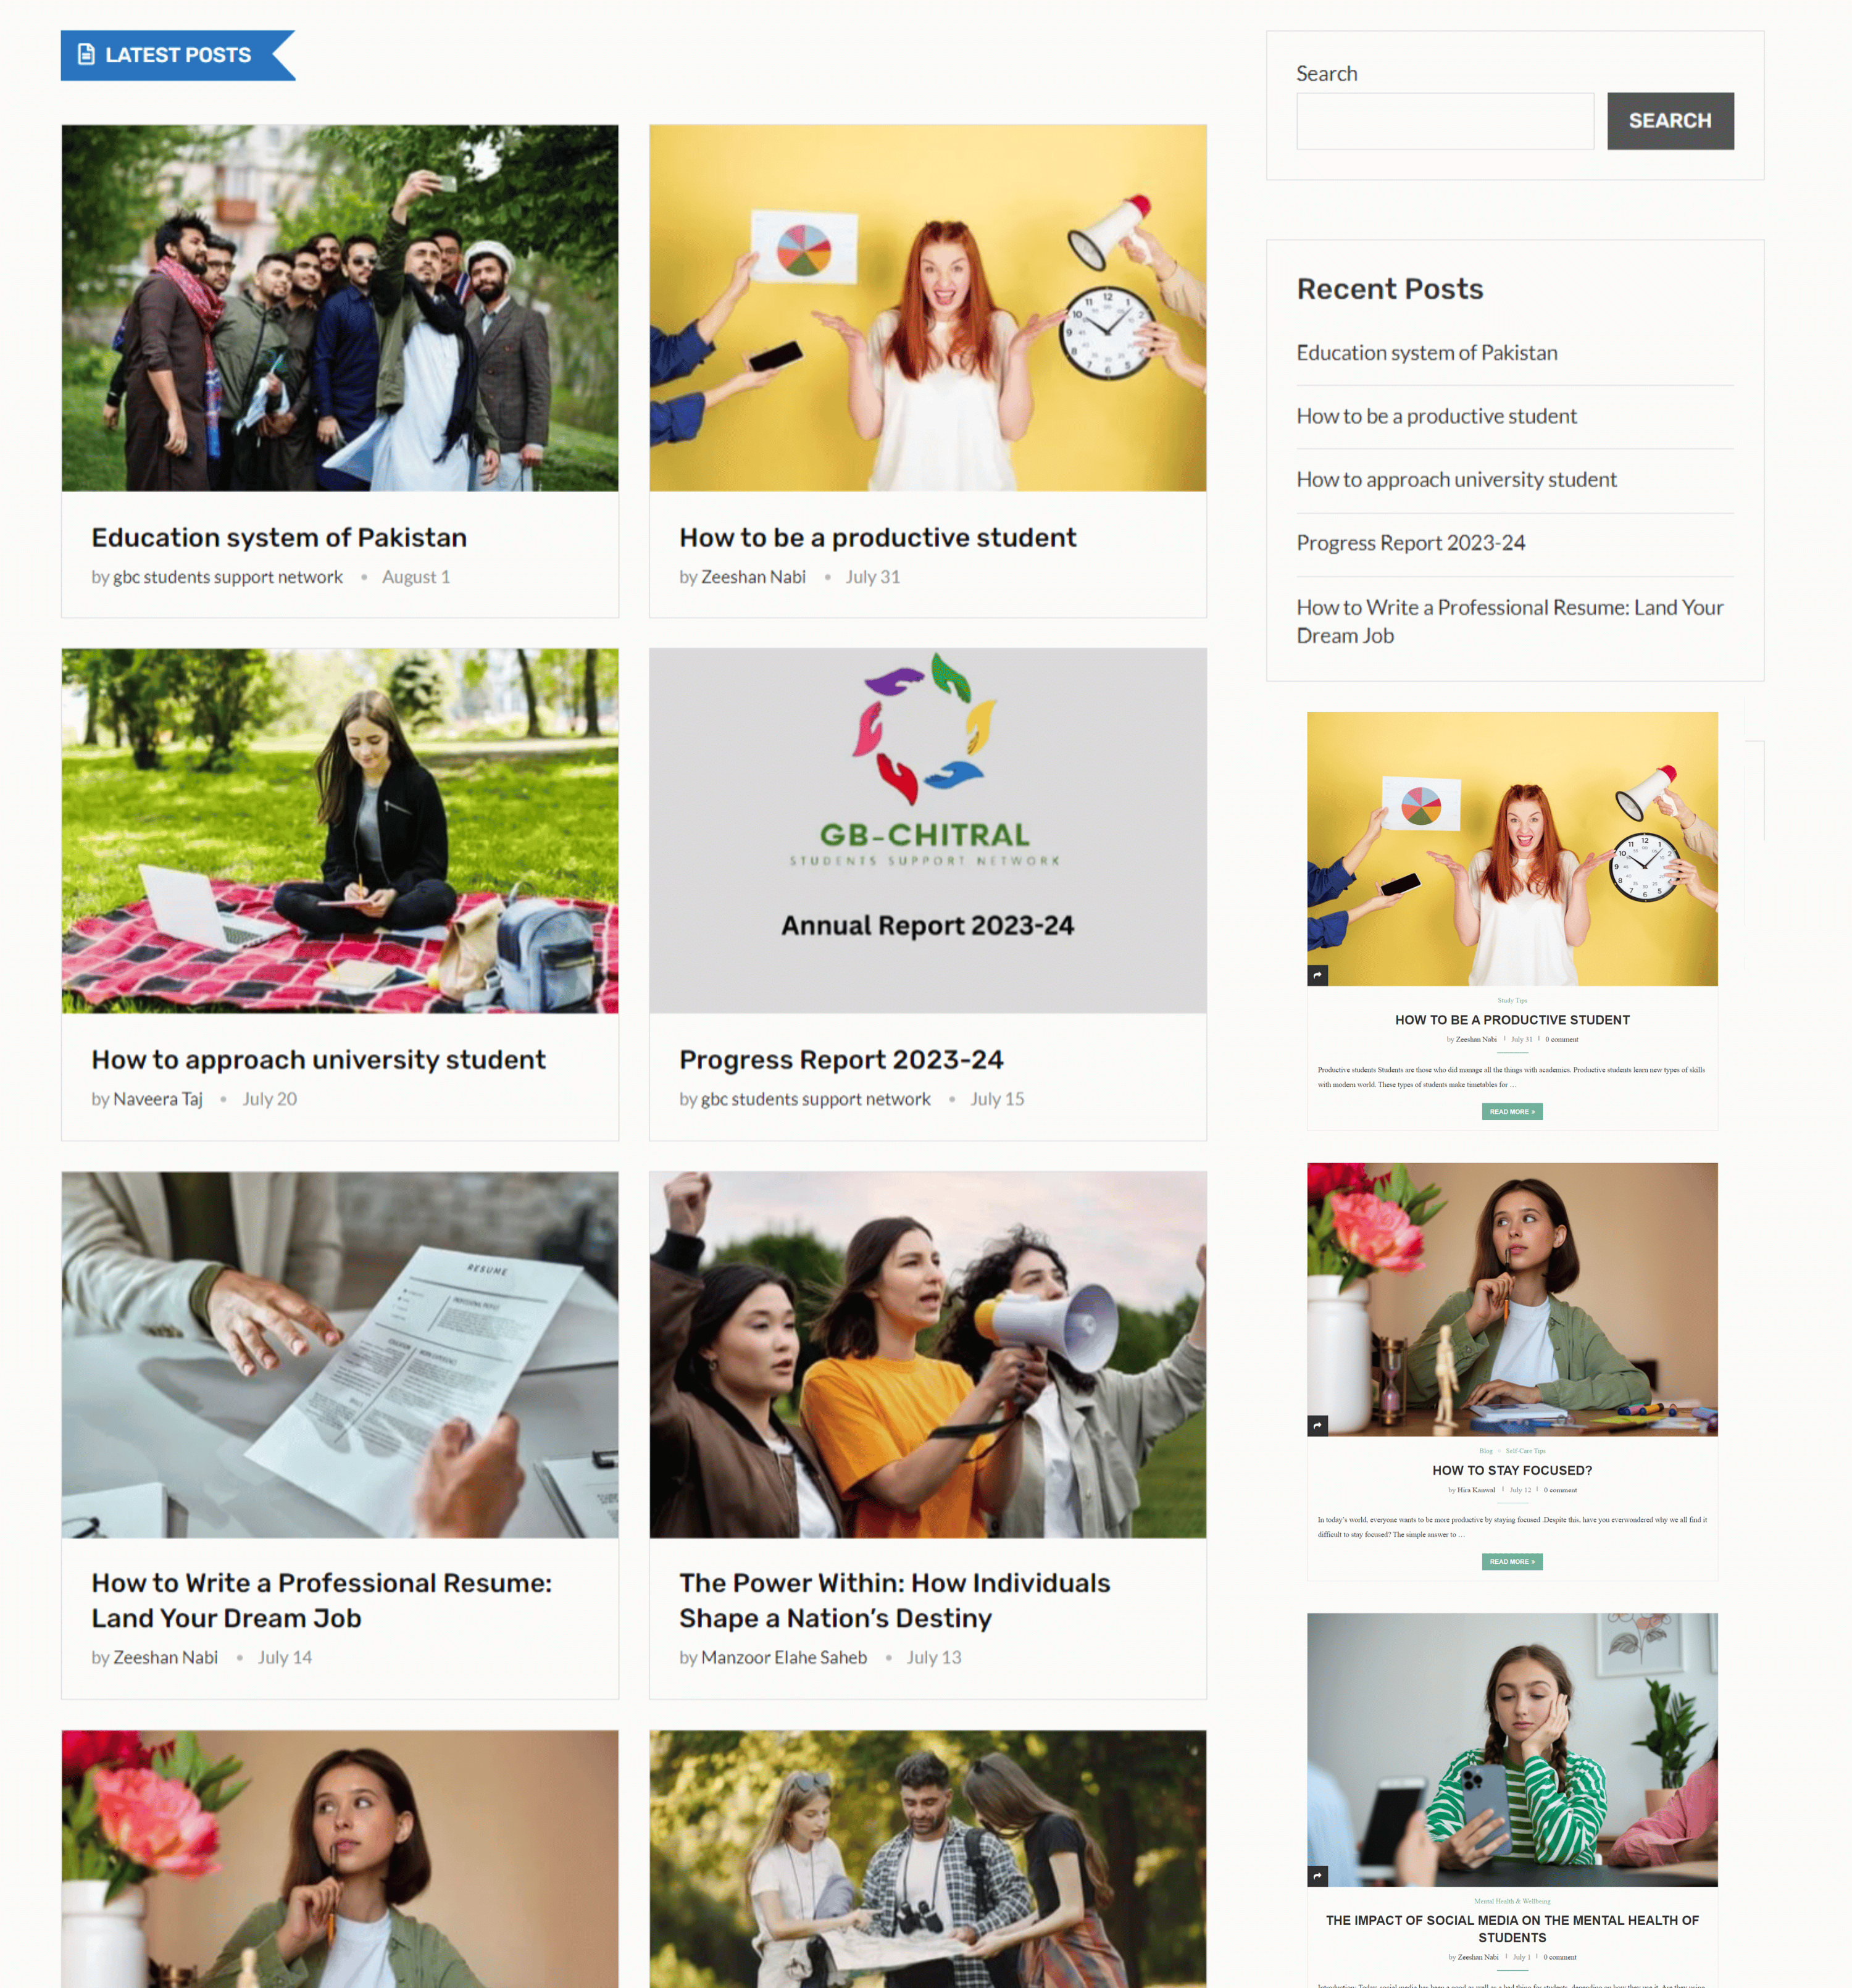 LATEST POSTS
Education system of Pakistan
by gbc students support network • August 1
How to be a productive student
by Zeeshan Nabi • July 31
How to approach university student
by Naveera Taj • July 20
GB-CHITRAL
STUDENTS SUPPORT NETWORK
Annual Report 2023-24
Progress Report 2023-24
by gbc students support network • July 15
RESUME
How to Write a Professional Resume:
Land Your Dream Job
by Zeeshan Nabi • July 14
The Power Within: How Individuals
Shape a Nation’s Destiny
by Manzoor Elahe Saheb • July 13
Search
SEARCH
Recent Posts
Education system of Pakistan
How to be a productive student
How to approach university student
Progress Report 2023-24
How to Write a Professional Resume: Land Your
Dream Job
Study Tips
HOW TO BE A PRODUCTIVE STUDENT
by Zeeshan Nabi | July 31 | 0 comment
Productive students Students are those who did manage all the things with academics. Productive students learn new types of skills
with modern world. These types of students make timetables for …
READ MORE »
Blog ○ Self Care Tips
HOW TO STAY FOCUSED?
by Hira Kanwal | July 12 | 0 comment
In today’s world, everyone wants to be more productive by staying focused .Despite this, have you everwondered why we all find it
difficult to stay focused? The simple answer to …
READ MORE »
Mental Health & Wellbeing
THE IMPACT OF SOCIAL MEDIA ON THE MENTAL HEALTH OF
STUDENTS
by Zeeshan Nabi | July 1 | 0 comment